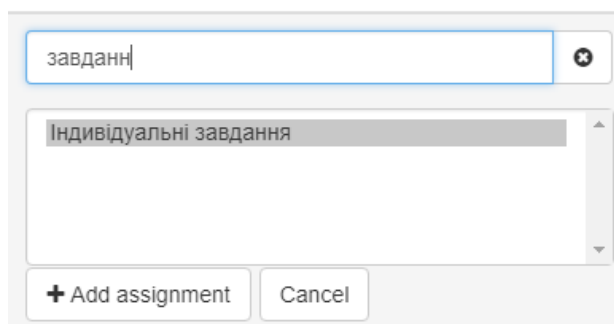 завданн
Індивідуальні завдання
Add assignment Cancel